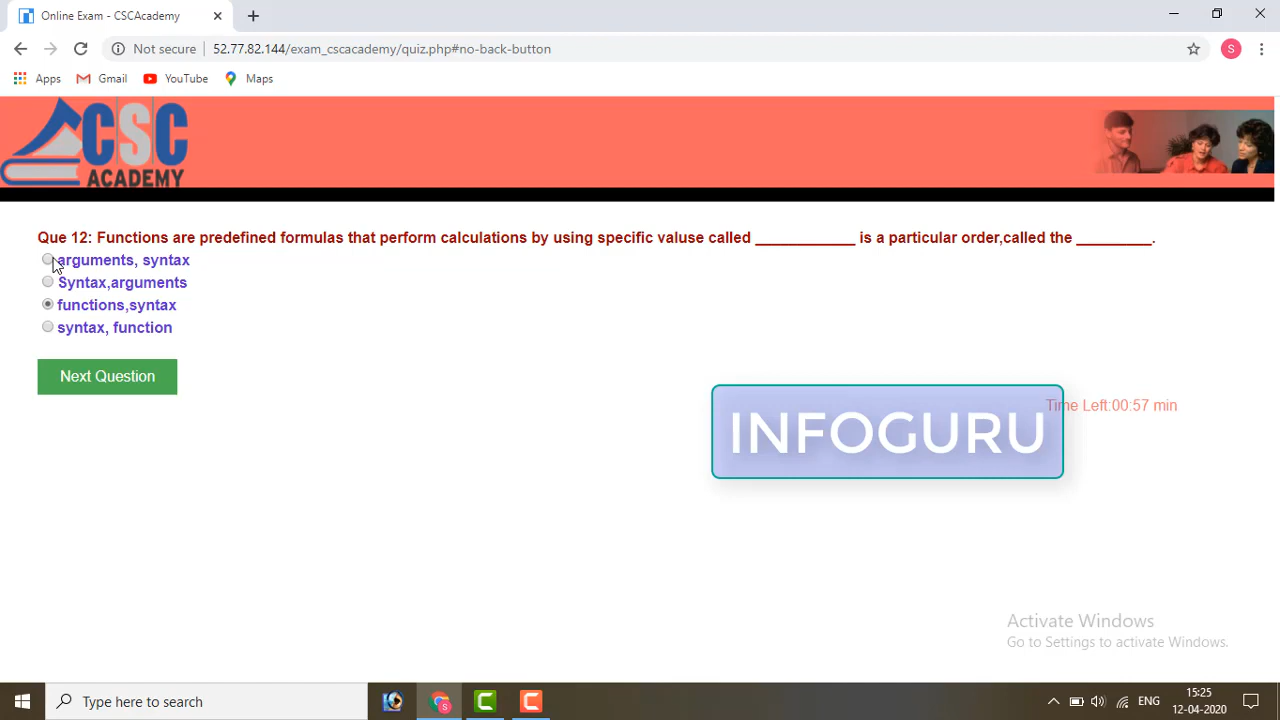 Online Exam - CSCAcademy
Not secure | 52.77.82.144/exam_cscacademy/quiz.php#no-back-button
S
Apps Gmail YouTube Maps
CSC
ACADEMY
Que 12: Functions are predefined formulas that perform calculations by using specific valuse called ____________ is a particular order,called the _________.
arguments, syntax
Syntax,arguments
functions,syntax
syntax, function
Next Question
Time Left:00:57 min
INFOGURU
Activate Windows
Go to Settings to activate Windows.
Type here to search
ENG
15:25
12-04-2020